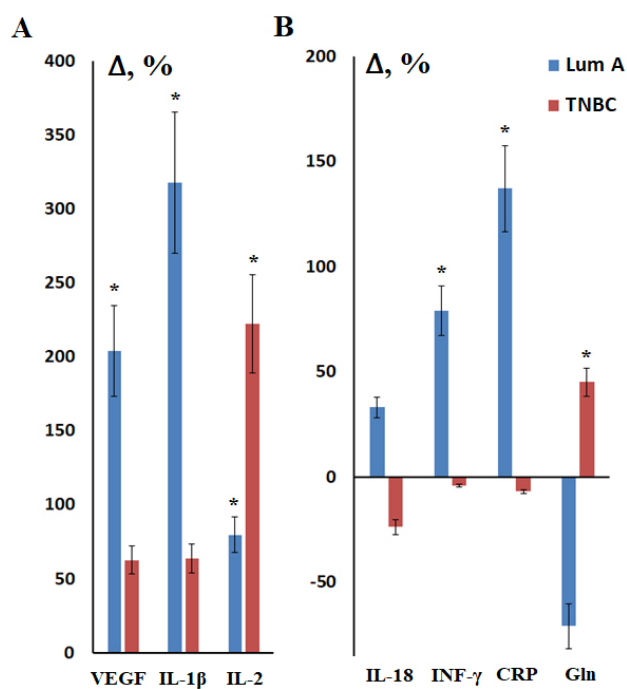 A
Δ, %
400
350
300
250
200
150
100
50
0
*
*
*
*
VEGF IL-1β IL-2
B
Δ, %
Lum A
TNBC
200
150
100
50
0
-50
*
*
*
IL-18 INF-γ CRP Gln